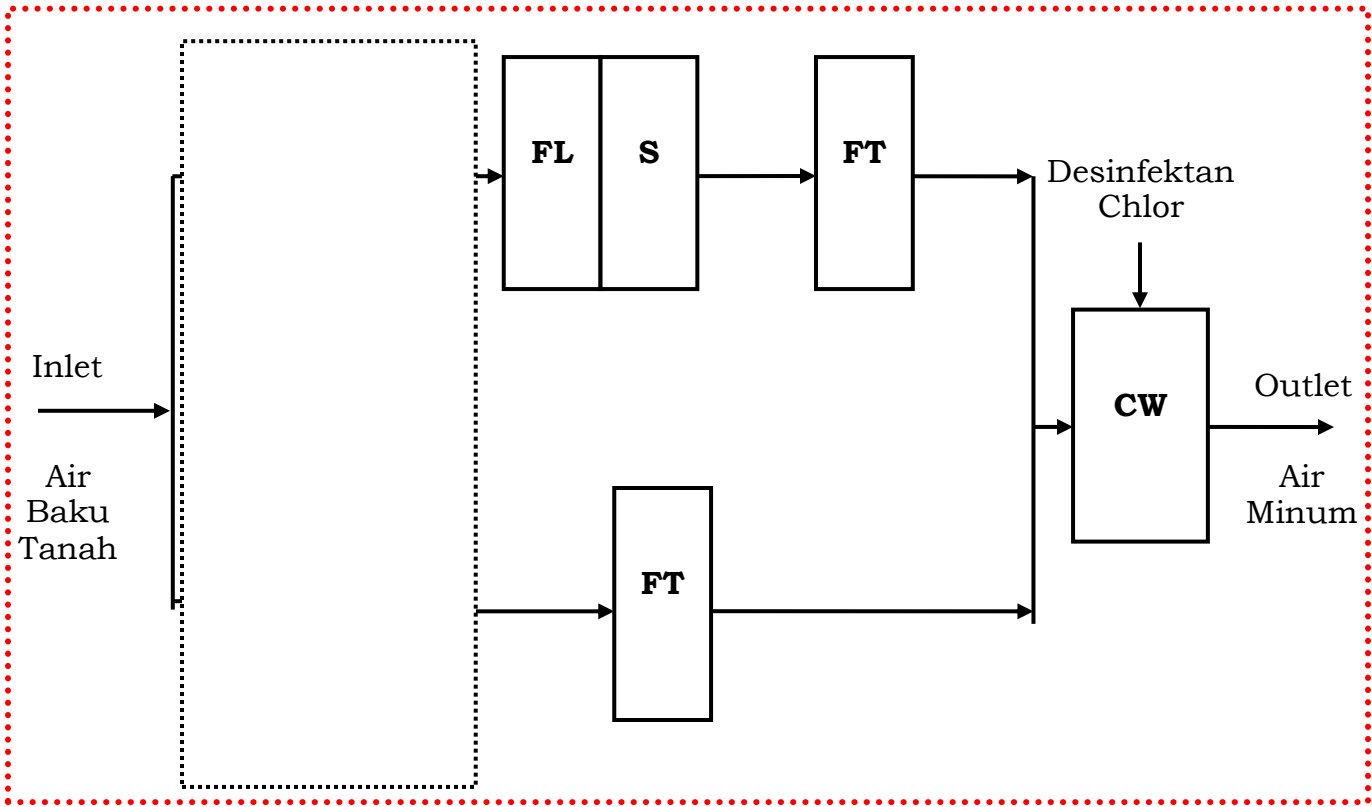 FL
S
FT
Desinfektan
Chlor
Inlet
Air
Baku
Tanah
CW
Outlet
Air
Minum
FT